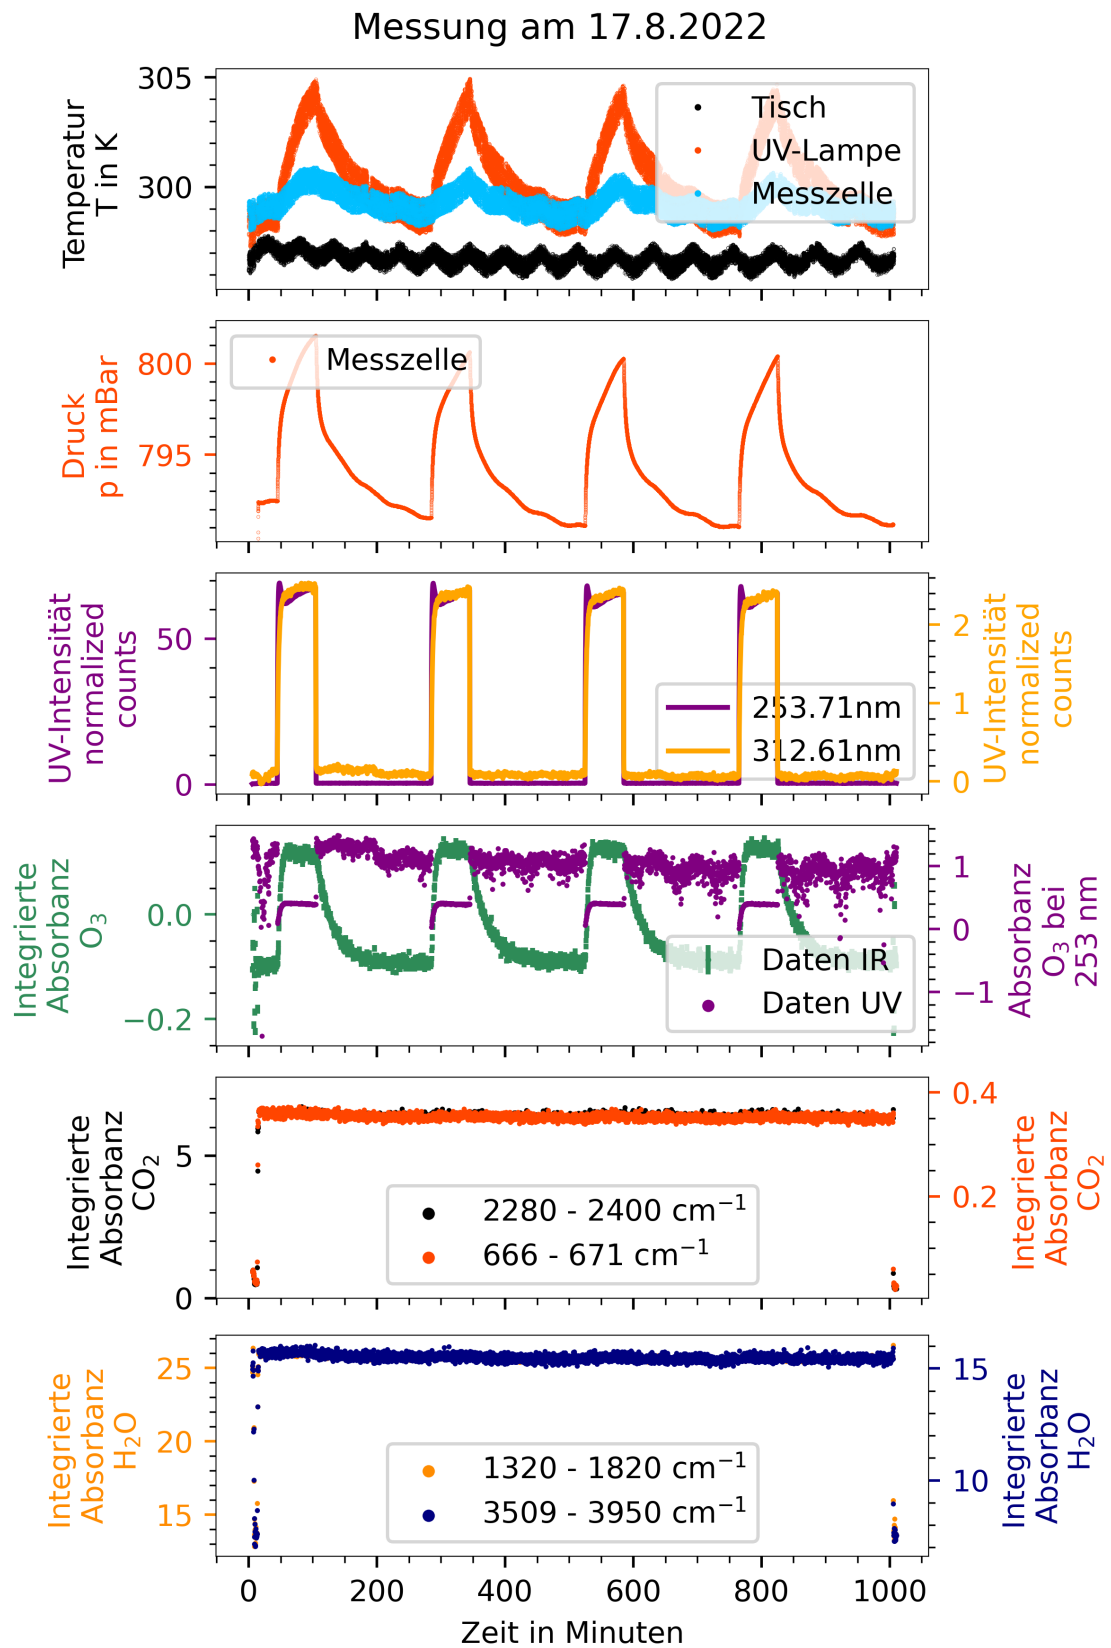 Messung am 17.8.2022
Temperatur
T in K
305
300
Tisch
UV-Lampe
Messzelle
Druck
p in mBar
800
795
Messzelle
UV-Intensität
normalized
counts
50
0
253.71nm
312.61nm
2
1
0
UV-Intensität
normalized
counts
Integrierte
Absorbanz
O₃
0.0
−0.2
Daten IR
Daten UV
1
0
−1
Absorbanz
O₃ bei
253 nm
Integrierte
Absorbanz
CO₂
5
0
2280 - 2400 cm⁻¹
666 - 671 cm⁻¹
0.4
0.2
Integrierte
Absorbanz
CO₂
Integrierte
Absorbanz
H₂O
25
20
15
1320 - 1820 cm⁻¹
3509 - 3950 cm⁻¹
15
10
Integrierte
Absorbanz
H₂O
0 200 400 600 800 1000
Zeit in Minuten